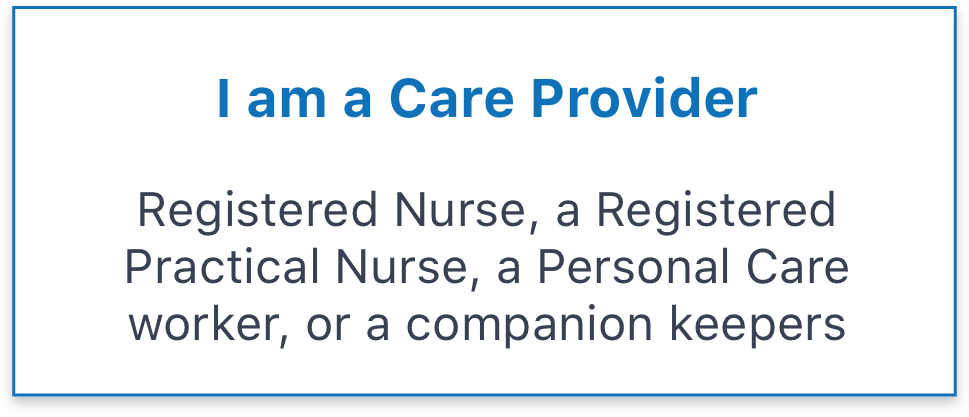 I am a Care Provider
Registered Nurse, a Registered
Practical Nurse, a Personal Care
worker, or a companion keepers